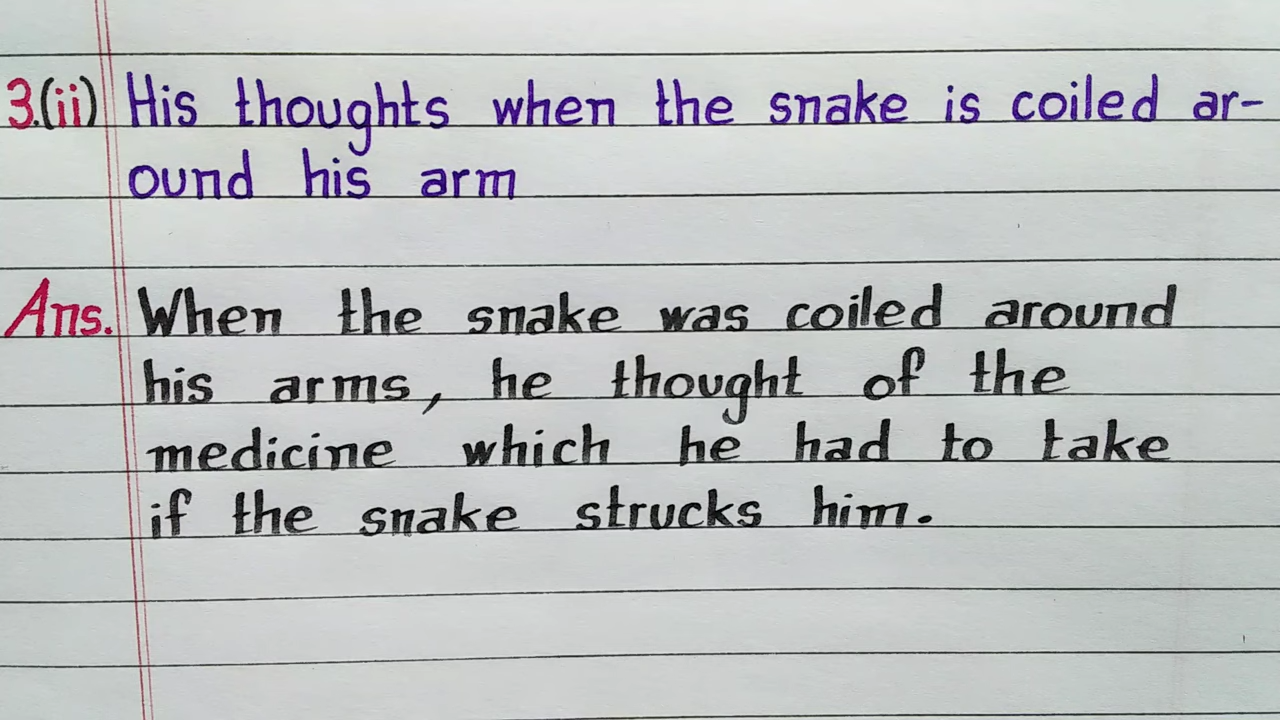 3.(ii) His thoughts when the snake is coiled ar-
ound his arm
Ans. When the snake was coiled around
his arms, he thought of the
medicine which he had to take
if the snake strucks him.